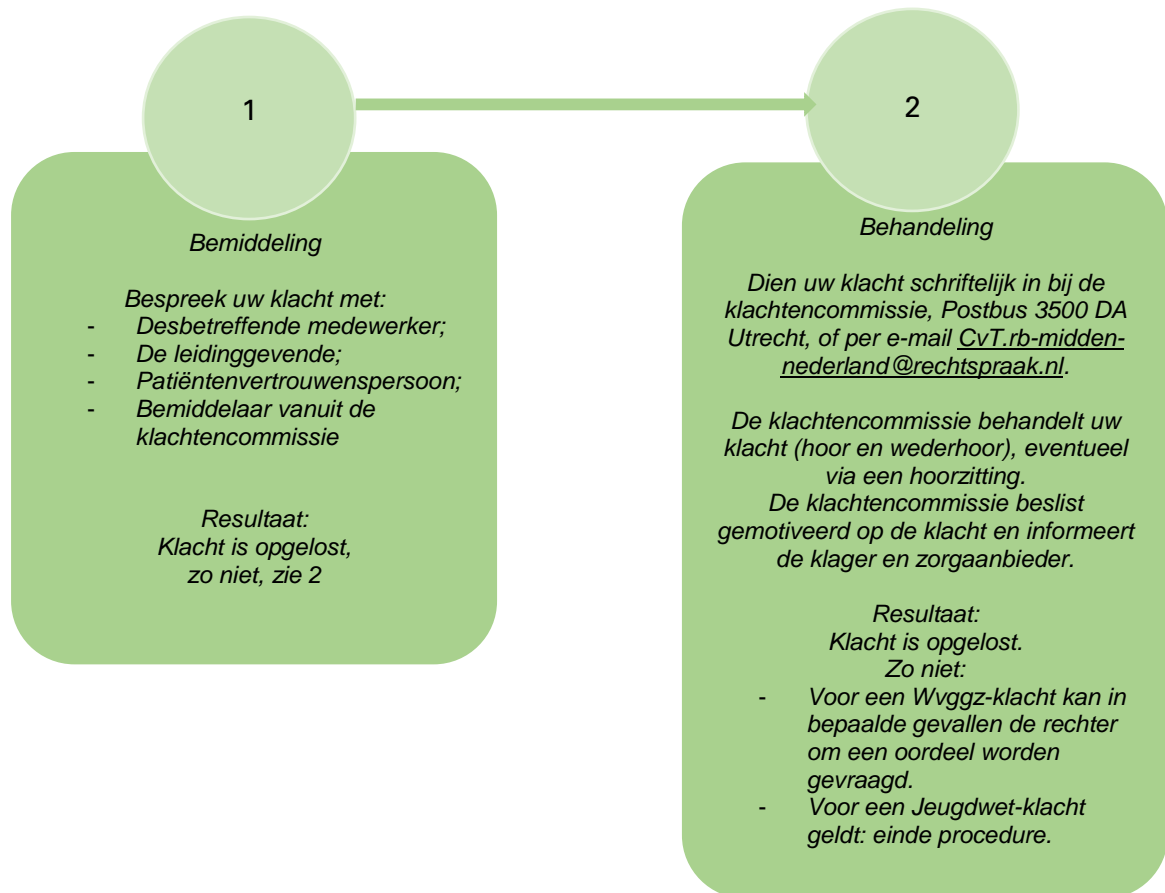 1
Bemiddeling
Bespreek uw klacht met:
- Desbetreffende medewerker;
- De leidinggevende;
- Patiëntenvertrouwenspersoon;
- Bemiddelaar vanuit de
klachtencommissie
Resultaat:
Klacht is opgelost,
zo niet, zie 2
2
Behandeling
Dien uw klacht schriftelijk in bij de
klachtencommissie, Postbus 3500 DA
Utrecht, of per e-mail CvT.rb-midden-
nederland@rechtspraak.nl.
De klachtencommissie behandelt uw
klacht (hoor en wederhoor), eventueel
via een hoorzitting.
De klachtencommissie beslist
gemotiveerd op de klacht en informeert
de klager en zorgaanbieder.
Resultaat:
Klacht is opgelost.
Zo niet:
- Voor een Wvggz-klacht kan in
bepaalde gevallen de rechter
om een oordeel worden
gevraagd.
- Voor een Jeugdwet-klacht
geldt: einde procedure.